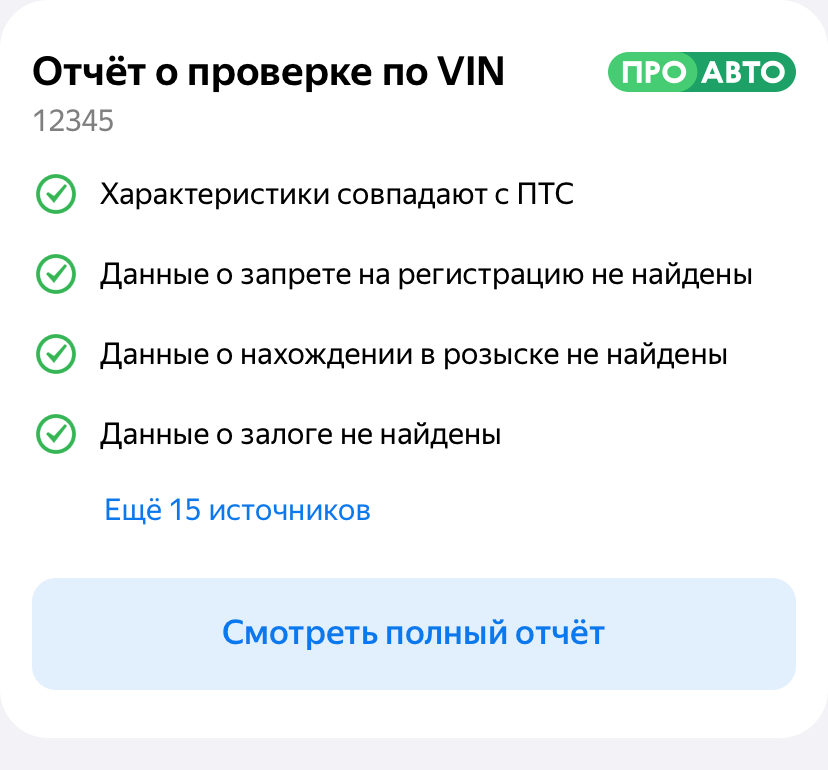 Отчёт о проверке по VIN
ПРО АВТО
12345
Характеристики совпадают с ПТС
Данные о запрете на регистрацию не найдены
Данные о нахождении в розыске не найдены
Данные о залоге не найдены
Ещё 15 источников
Смотреть полный отчёт